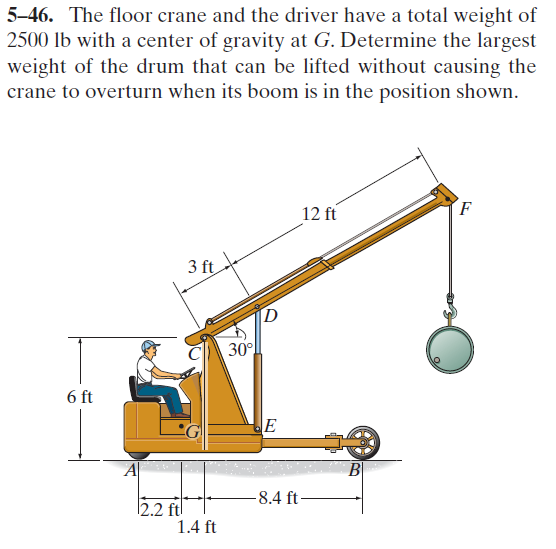 5–46. The floor crane and the driver have a total weight of
2500 lb with a center of gravity at G. Determine the largest
weight of the drum that can be lifted without causing the
crane to overturn when its boom is in the position shown.
12 ft
F
3 ft
D
C
30°
6 ft
G
E
A
B
2.2 ft
8.4 ft
1.4 ft